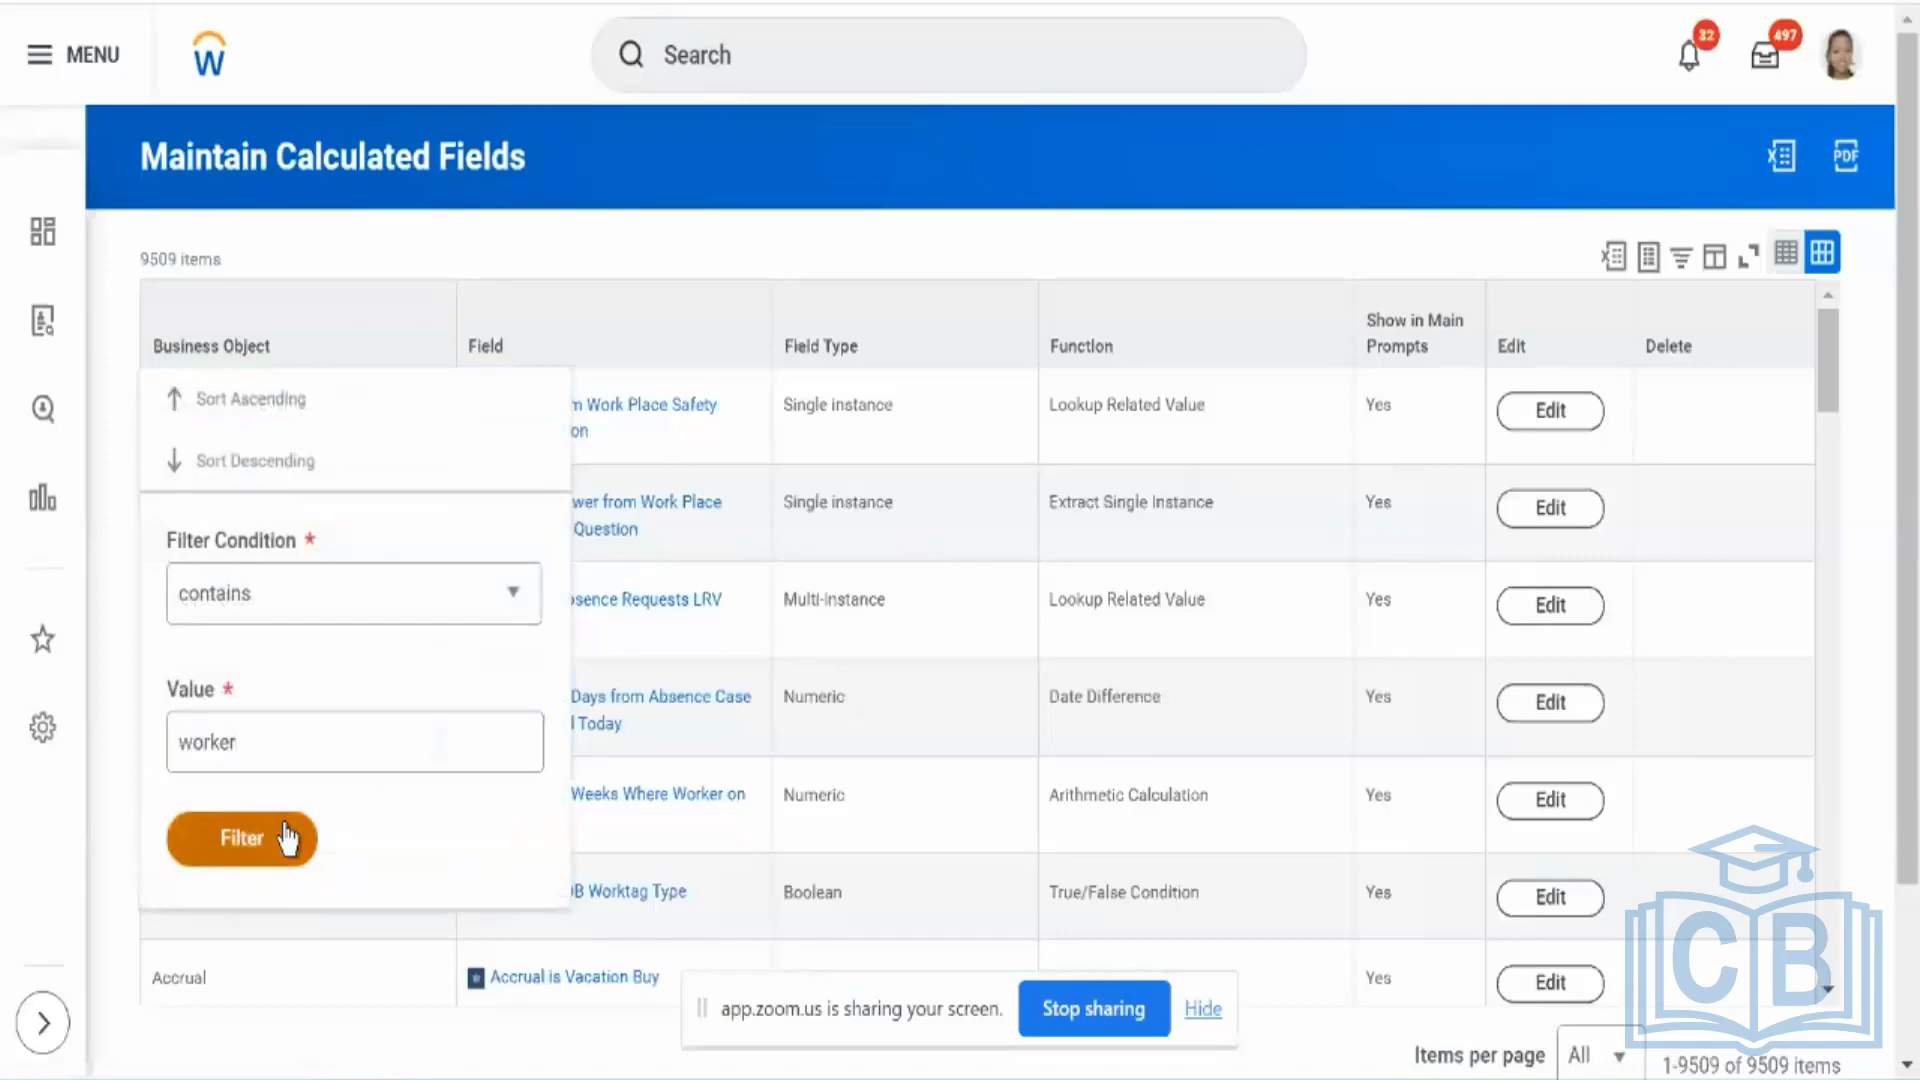 MENU
W
Search
32
497
Maintain Calculated Fields
X
PDF
9509 items
X
Business Object
Field
Field Type
Function
Show in Main
Prompts
Edit
Delete
Sort Ascending
Sort Descending
Filter Condition *
contains
Value *
worker
Filter
m Work Place Safety
on
Single instance
Lookup Related Value
Yes
Edit
wer from Work Place
Question
Single instance
Extract Single Instance
Yes
Edit
sence Requests LRV
Multi-instance
Lookup Related Value
Yes
Edit
Days from Absence Case
Today
Numeric
Date Difference
Yes
Edit
Weeks Where Worker on
Numeric
Arithmetic Calculation
Yes
Edit
B Worktag Type
Boolean
True/False Condition
Yes
Edit
Accrual
Accrual is Vacation Buy
Yes
Edit
app.zoom.us is sharing your screen.
Stop sharing
Hide
CB
Items per page
All
1-9509 of 9509 items